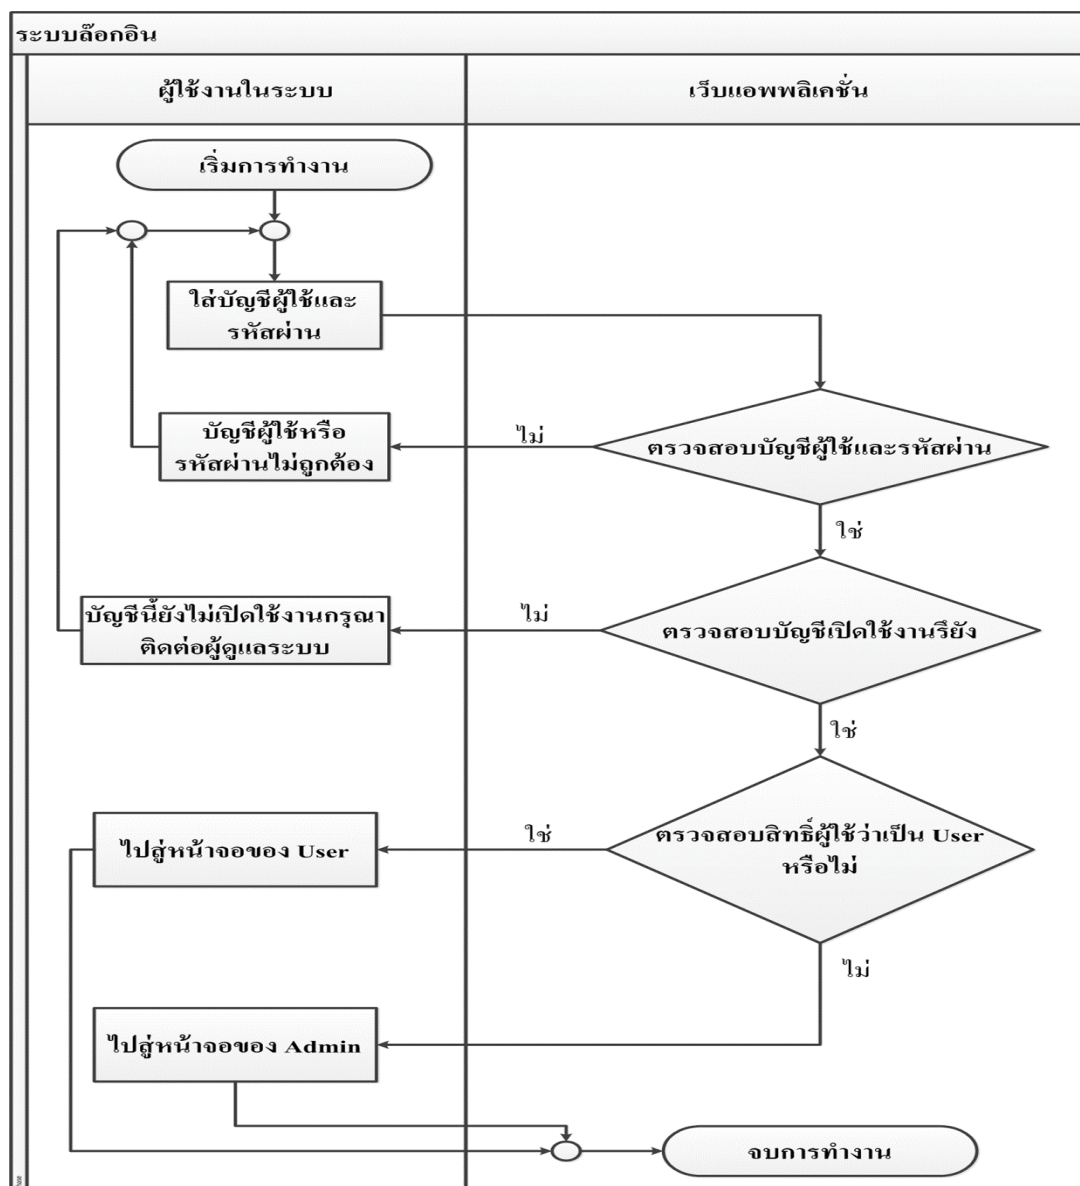 ระบบล๊อกอิน
ผู้ใช้งานในระบบ
เว็บแอพพลิเคชั่น
เริ่มการทำงาน
ใส่บัญชีผู้ใช้และ
รหัสผ่าน
บัญชีผู้ใช้หรือ
รหัสผ่านไม่ถูกต้อง
ไม่
ตรวจสอบบัญชีผู้ใช้และรหัสผ่าน
ใช่
บัญชีนี้ยังไม่เปิดใช้งานกรุณา
ติดต่อผู้ดูแลระบบ
ไม่
ตรวจสอบบัญชีเปิดใช้งานรึยัง
ใช่
ไปสู่หน้าจอของ User
ใช่
ตรวจสอบสิทธิ์ผู้ใช้ว่าเป็น User
หรือไม่
ไม่
ไปสู่หน้าจอของ Admin
จบการทำงาน